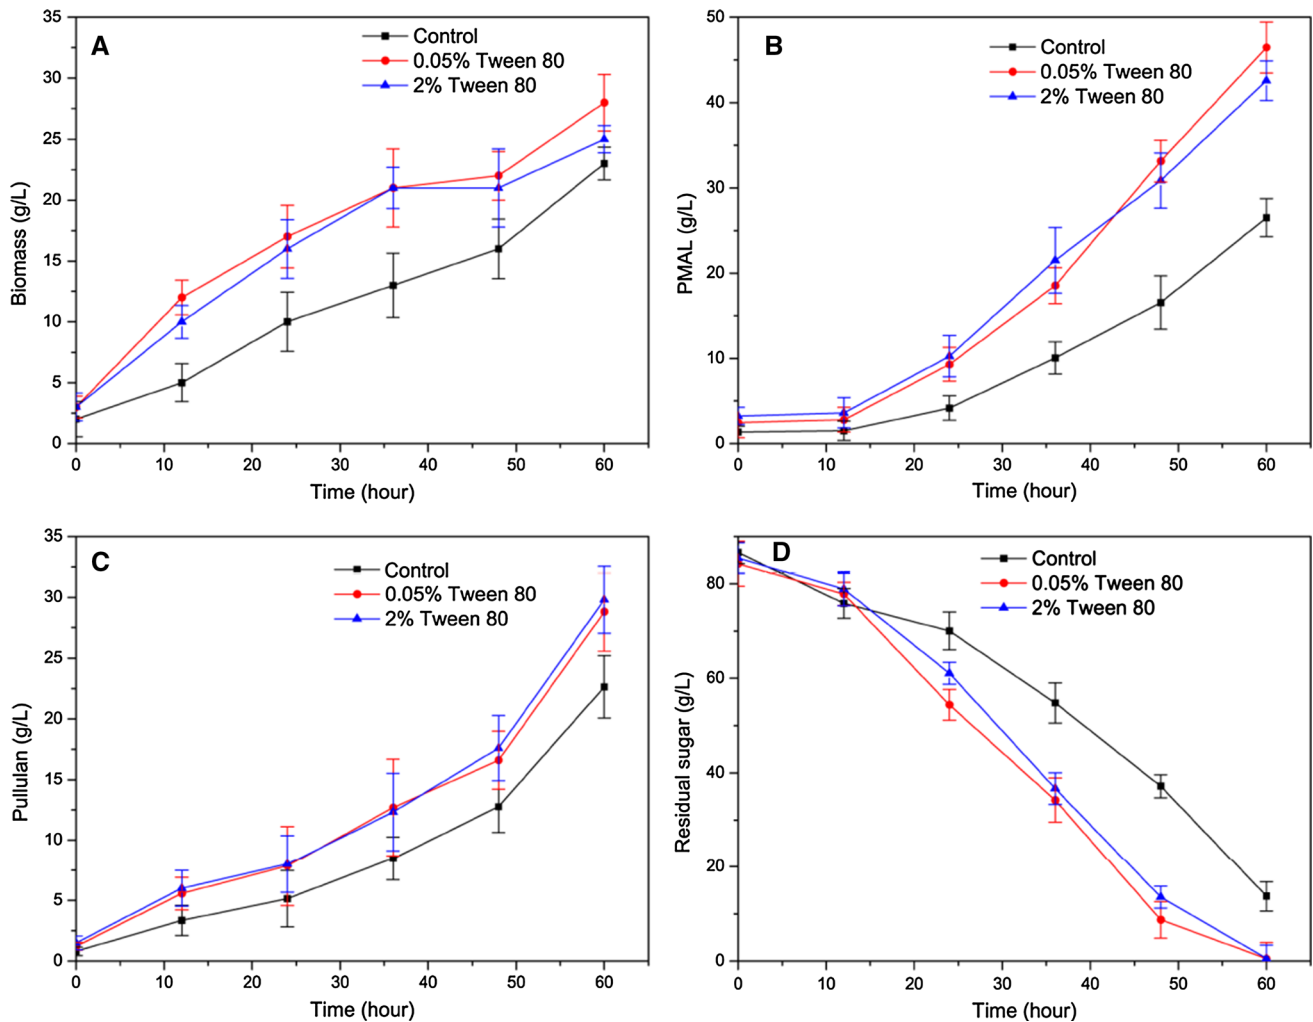 A
Control
0.05% Tween 80
2% Tween 80
35
30
25
20
15
10
5
0
Biomass (g/L)
0 10 20 30 40 50 60
Time (hour)
B
Control
0.05% Tween 80
2% Tween 80
50
40
30
20
10
0
PMAL (g/L)
0 10 20 30 40 50 60
Time (hour)
C
Control
0.05% Tween 80
2% Tween 80
35
30
25
20
15
10
5
0
Pullulan (g/L)
0 10 20 30 40 50 60
Time (hour)
D
Control
0.05% Tween 80
2% Tween 80
80
60
40
20
0
Residual sugar (g/L)
0 10 20 30 40 50 60
Time (hour)